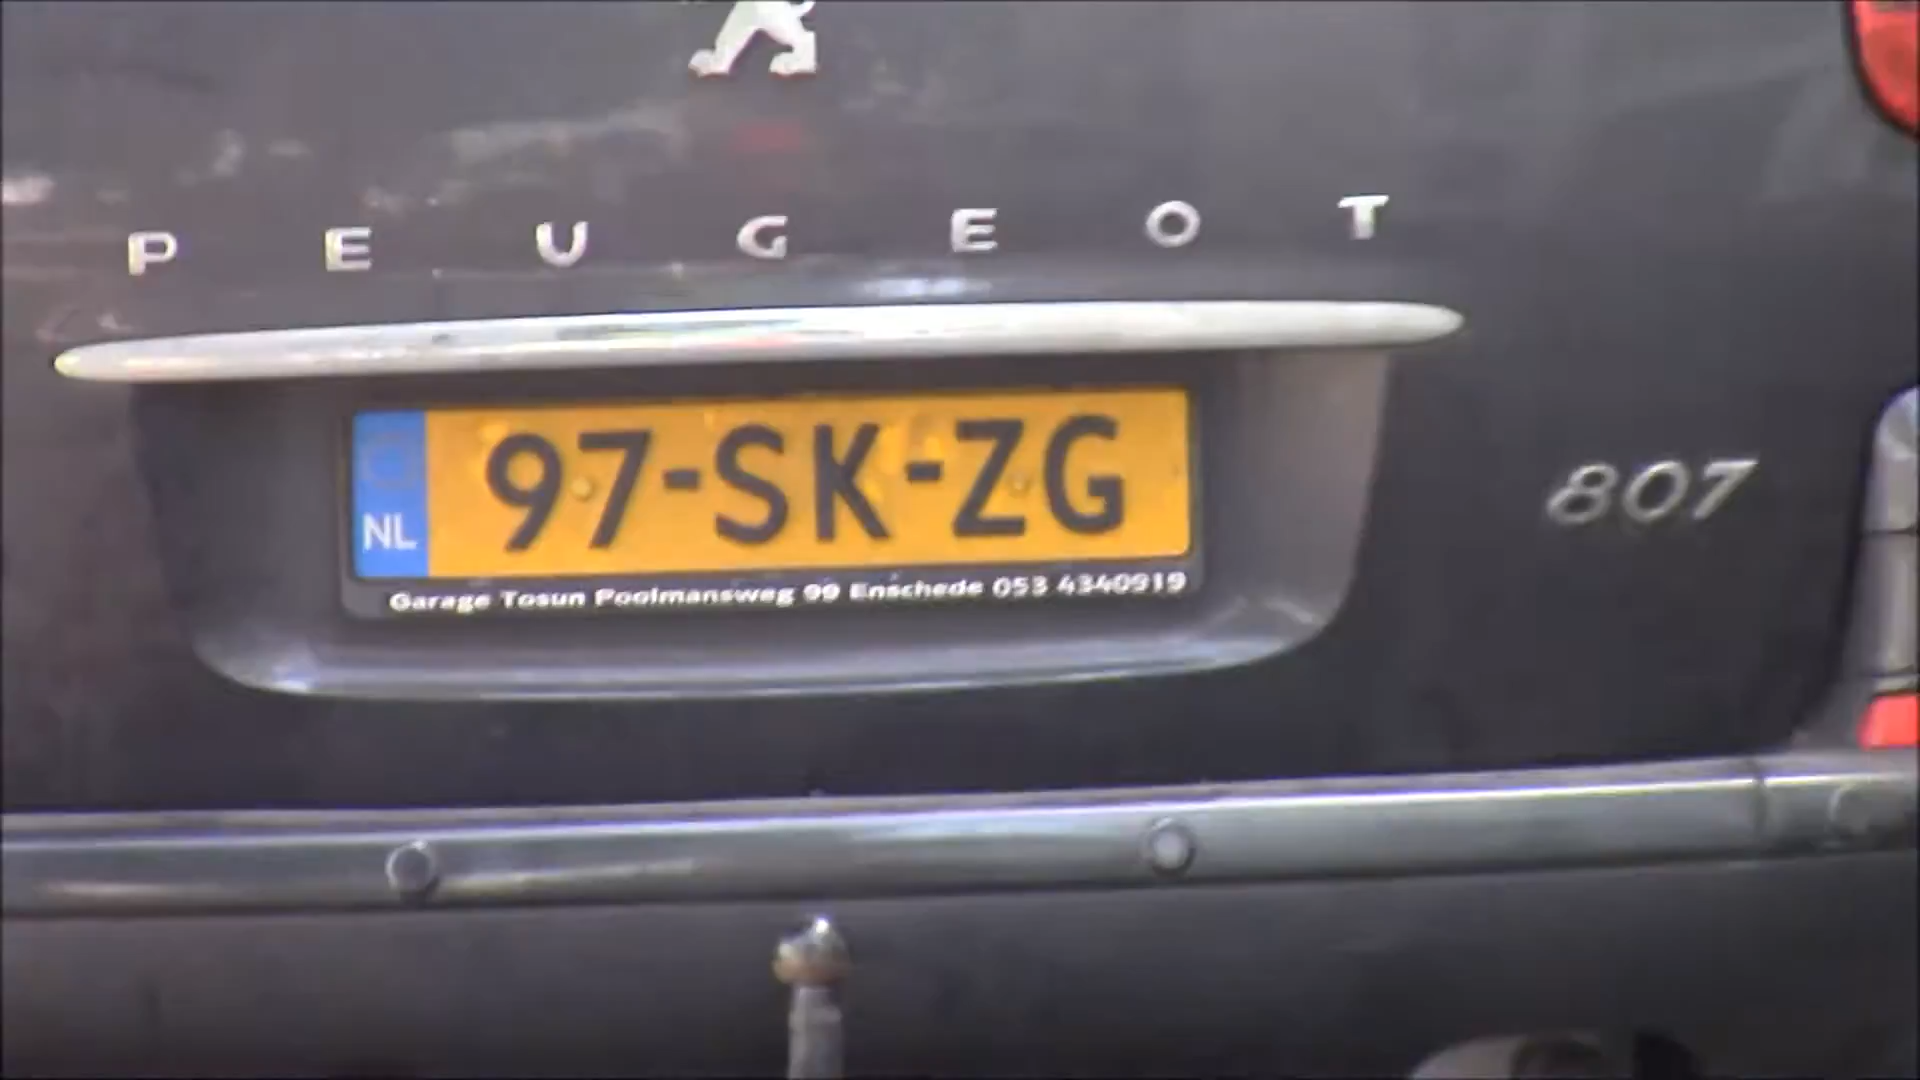 PEUGEOT
97-SK-ZG
NL
807
Garage Tosun Poolmansweg 99 Enschede 053 4340919